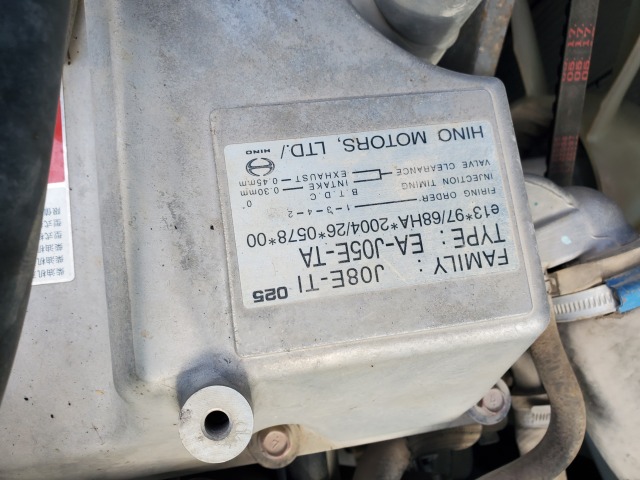 FAMILY : J08E-TI 025
TYPE : EA-J05E-TA
e13*97/68HA*2004/26*0578*00
FIRING ORDER: 1-3-4-2
INJECTION TIMING B T D C 0°
VALVE CLEARANCE INTAKE 0.30mm
EXHAUST 0.45mm
HINO
HINO MOTORS, LTD./